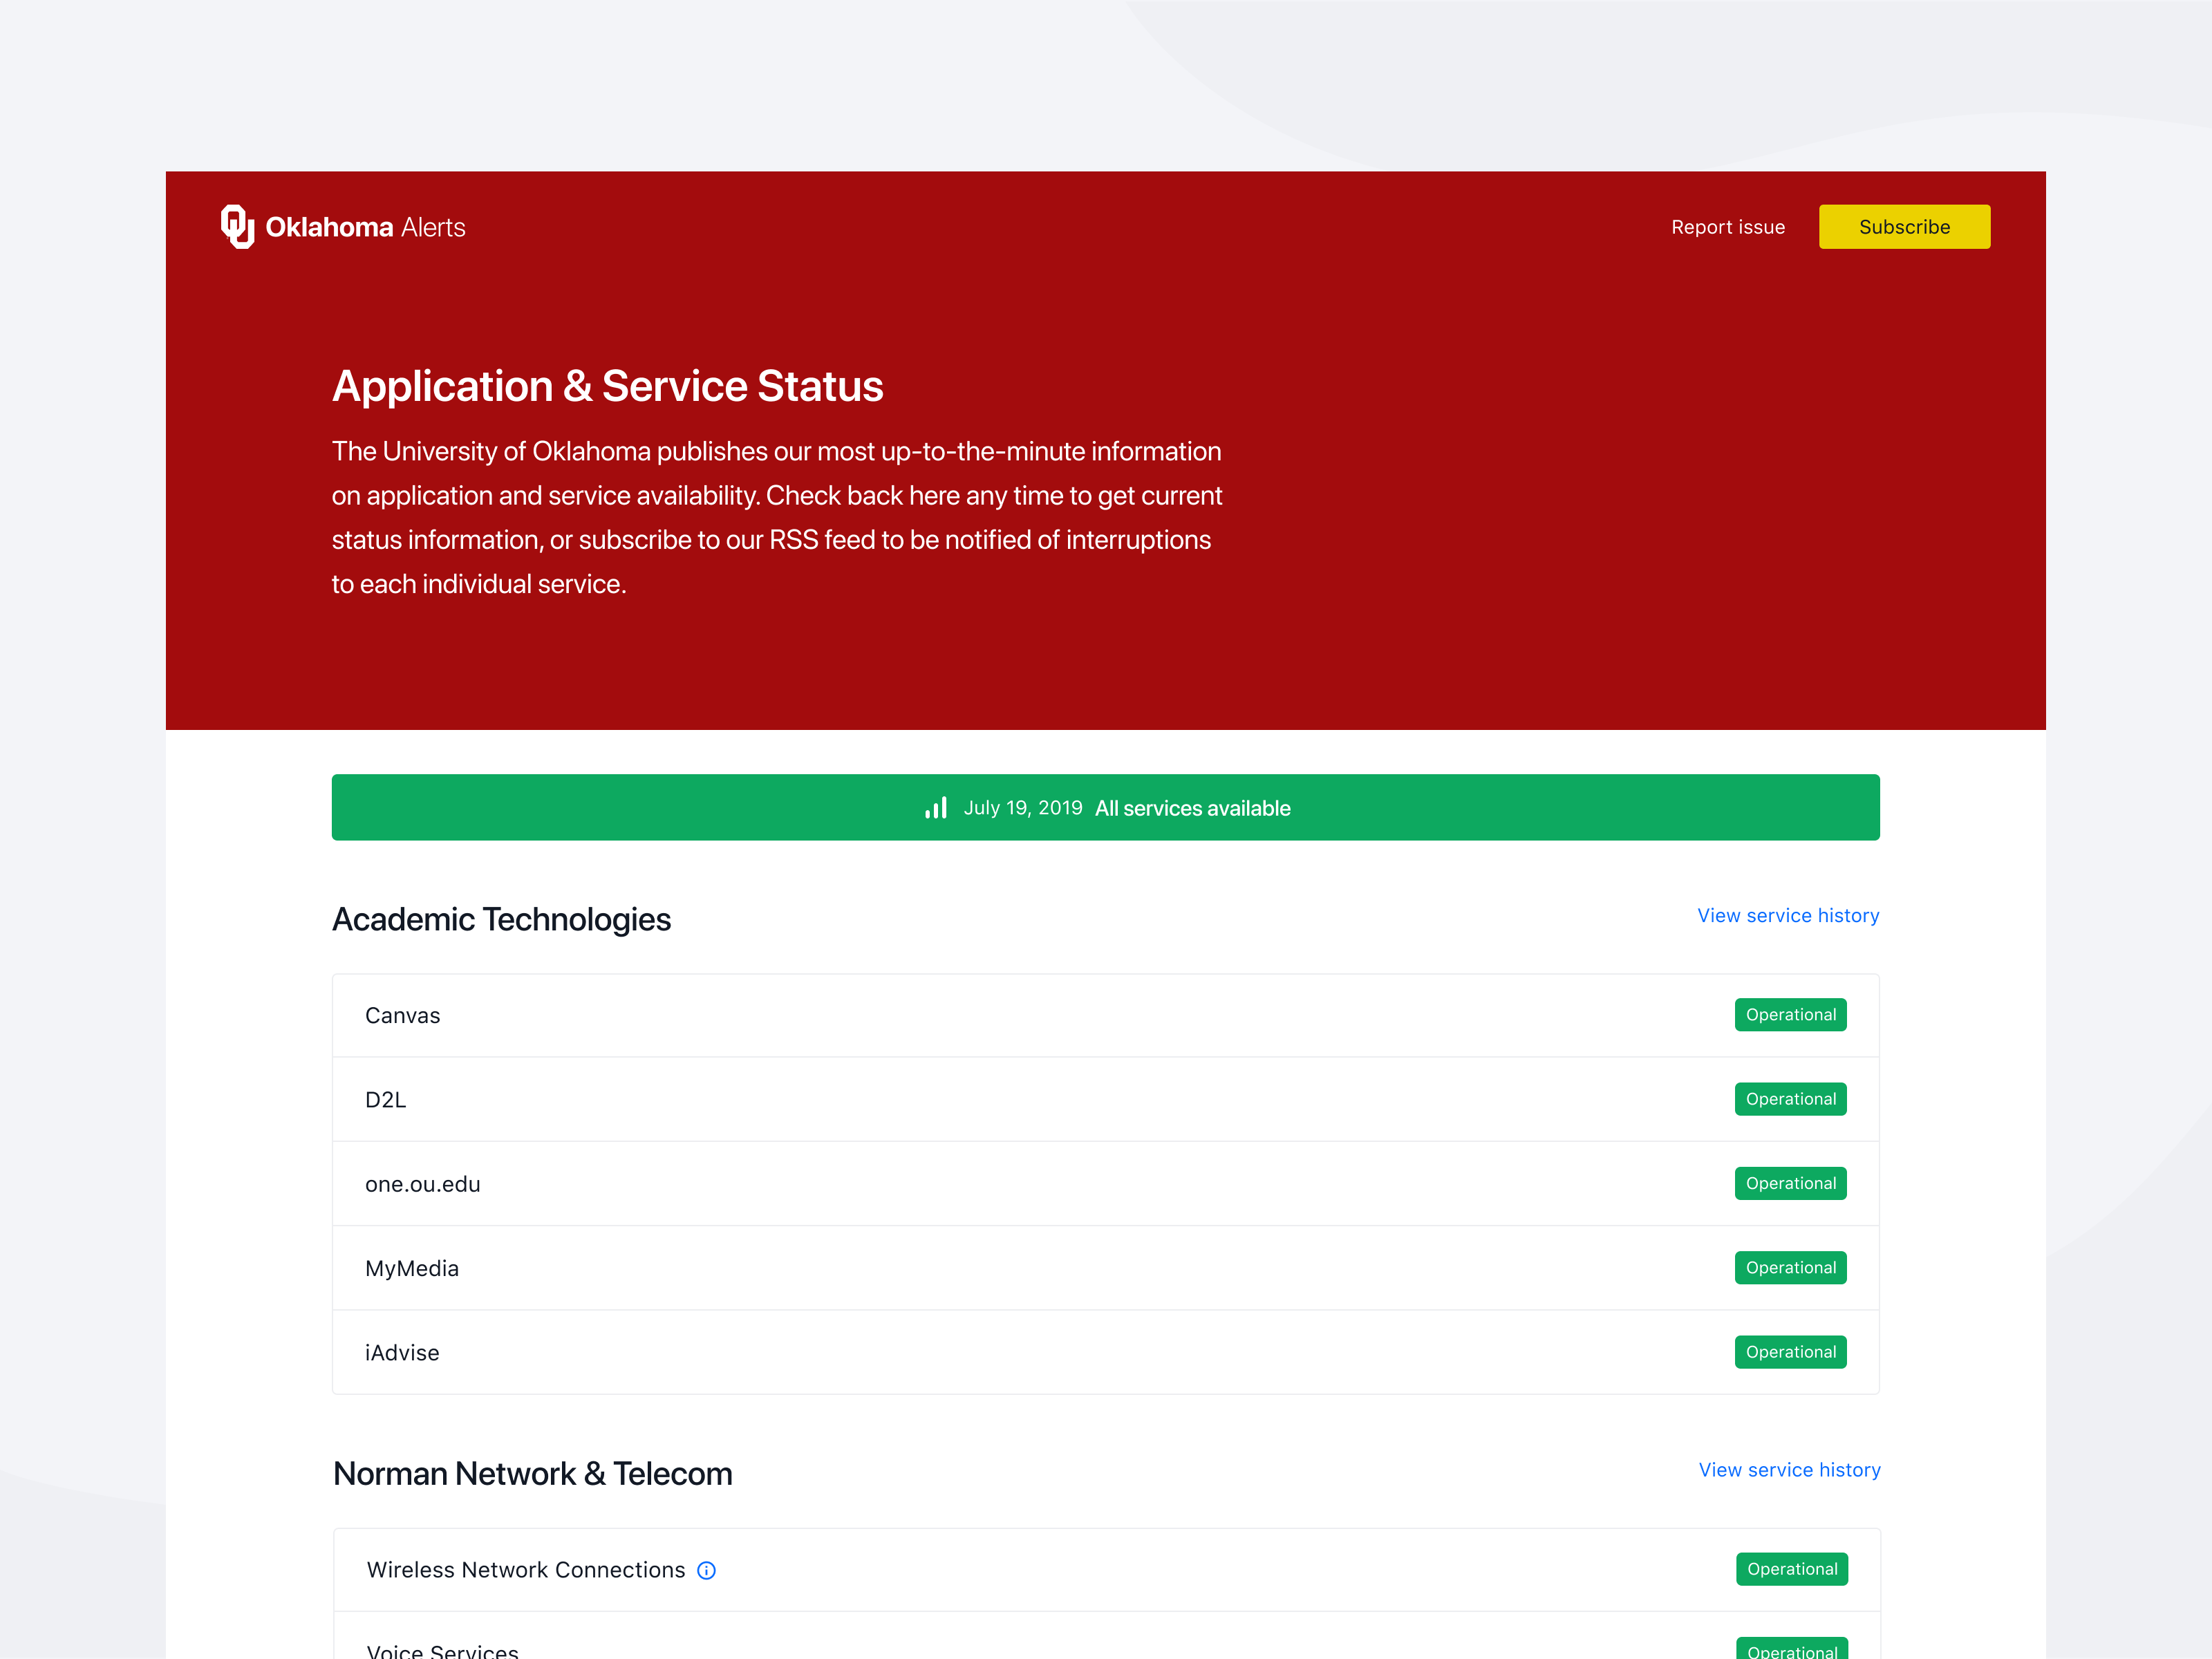 OU Oklahoma Alerts
Report issue
Subscribe
Application & Service Status
The University of Oklahoma publishes our most up-to-the-minute information
on application and service availability. Check back here any time to get current
status information, or subscribe to our RSS feed to be notified of interruptions
to each individual service.
July 19, 2019 All services available
Academic Technologies
View service history
Canvas
Operational
D2L
Operational
one.ou.edu
Operational
MyMedia
Operational
iAdvise
Operational
Norman Network & Telecom
View service history
Wireless Network Connections
Operational
Voice Services
Operational